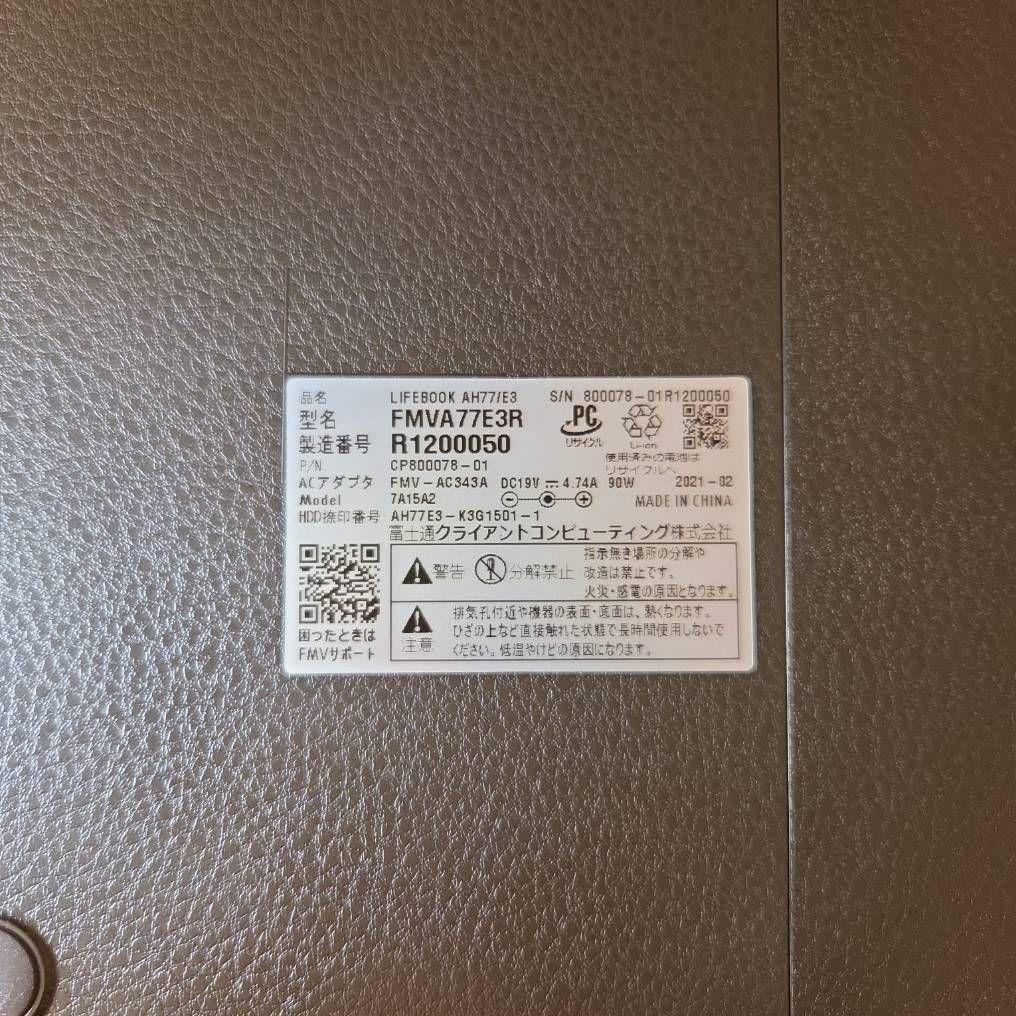 品名 LIFEBOOK AH77/E3 S/N 800078-01R1200050
型名 FMVA77E3R
製造番号 R1200050
PC
リサイクル
Li-ion
使用済みの電池は
リサイクルへ
P/N CP800078-01
ACアダプタ FMV-AC343A DC19V 4.74A 90W 2021-02
Model 7A15A2 MADE IN CHINA
HDD捺印番号 AH77E3-K3G1501-1
富士通クライアントコンピューティング株式会社
警告 分解禁止
指示無き場所の分解や
改造は禁止です。
火災・感電の原因となります。
注意
排気孔付近や機器の表面・底面は、熱くなります。
ひざの上など直接触れた状態で長時間使用しないで
ください。低温やけどの原因になります。
困ったときは
FMVサポート